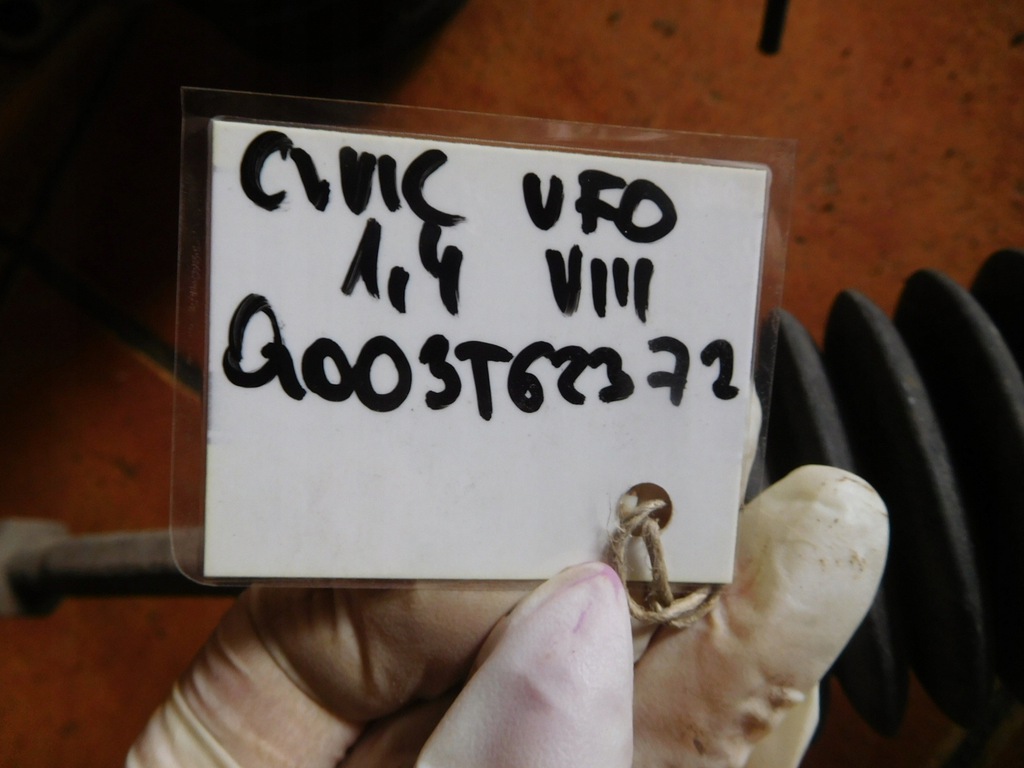 CIVIC UFO
1,4 VIII
Q003T62372